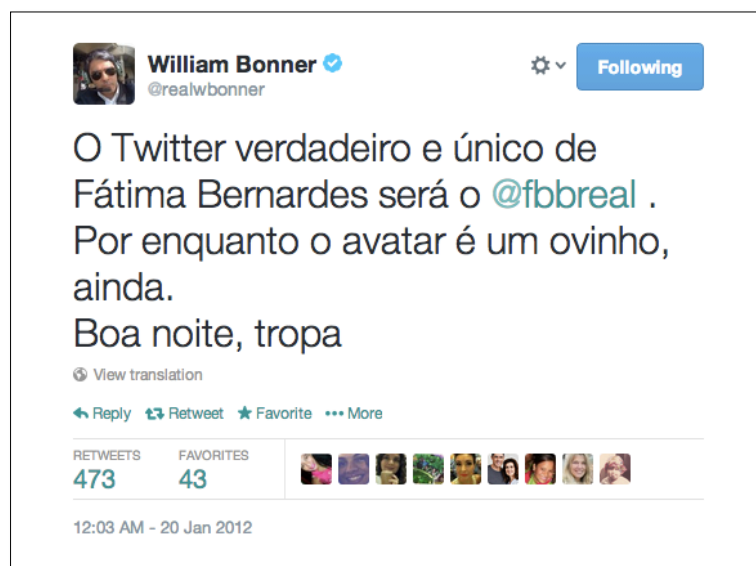 William Bonner
@realwbonner
Following
O Twitter verdadeiro e único de
Fátima Bernardes será o @fbbreal .
Por enquanto o avatar é um ovinho,
ainda.
Boa noite, tropa
View translation
Reply Retweet Favorite More
RETWEETS FAVORITES
473 43
12:03 AM - 20 Jan 2012